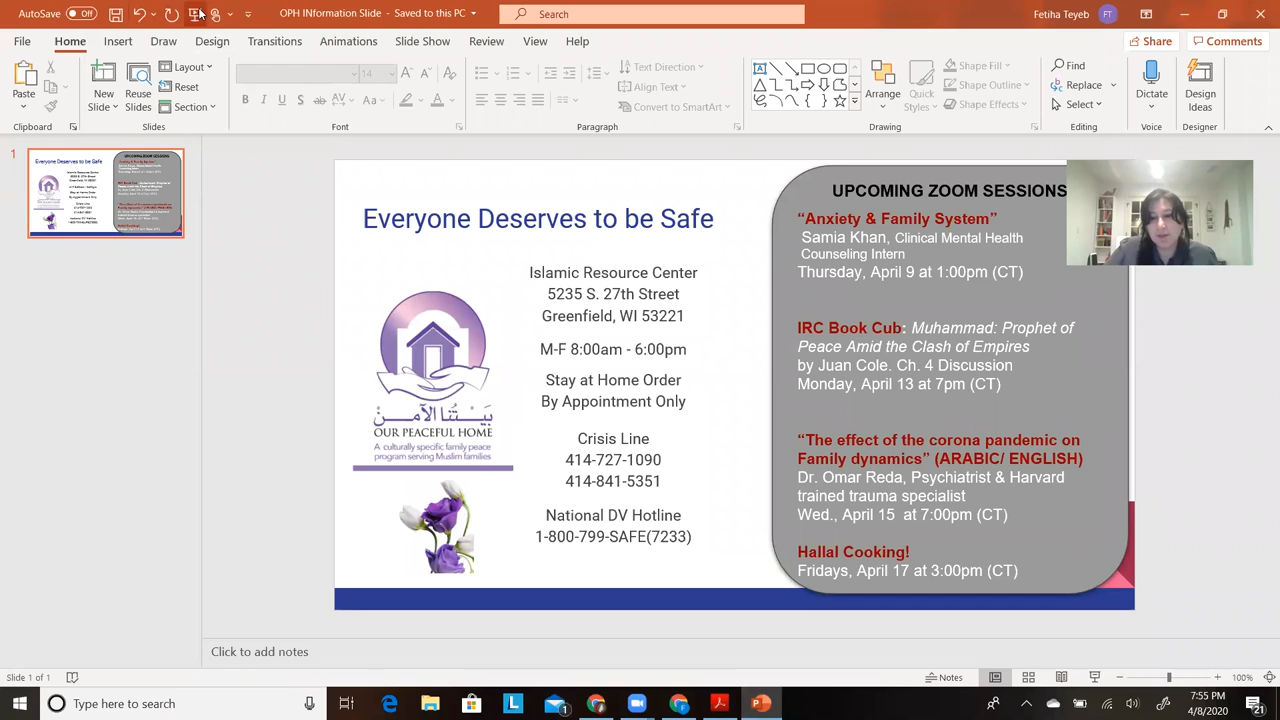 AutoSave
Off
OPH Information Slide
-
Saved to this PC
Search
Fetiha Teyeb
FT
File
Home
Insert
Draw
Design
Transitions
Animations
Slide Show
Review
View
Help
Share
Comments
Paste
Clipboard
New
Slide
Reuse
Slides
Layout
Reset
Section
Slides
14
B
I
U
S
ab
AV
Aa
A
Font
Text Direction
Align Text
Convert to SmartArt
Paragraph
Arrange
Quick
Styles
Shape Fill
Shape Outline
Shape Effects
Drawing
Find
Replace
Select
Editing
Dictate
Voice
Design
Ideas
Designer
1
Everyone Deserves to be Safe
Islamic Resource Center
5235 S. 27th Street
Greenfield, WI 53221
M-F 8:00am - 6:00pm
Stay at Home Order
By Appointment Only
Crisis Line
414-727-1090
414-841-5351
National DV Hotline
1-800-799-SAFE(7233)
بَيْتُنا الآمِنْ
OUR PEACEFUL HOME
A culturally specific family peace
program serving Muslim families
UPCOMING ZOOM SESSIONS
“Anxiety & Family System”
Samia Khan, Clinical Mental Health
Counseling Intern
Thursday, April 9 at 1:00pm (CT)
IRC Book Cub: Muhammad: Prophet of
Peace Amid the Clash of Empires
by Juan Cole. Ch. 4 Discussion
Monday, April 13 at 7pm (CT)
“The effect of the corona pandemic on
Family dynamics” (ARABIC/ ENGLISH)
Dr. Omar Reda, Psychiatrist & Harvard
trained trauma specialist
Wed., April 15 at 7:00pm (CT)
Hallal Cooking!
Fridays, April 17 at 3:00pm (CT)
Click to add notes
Slide 1 of 1
Notes
100%
Type here to search
7:55 PM
4/8/2020
21